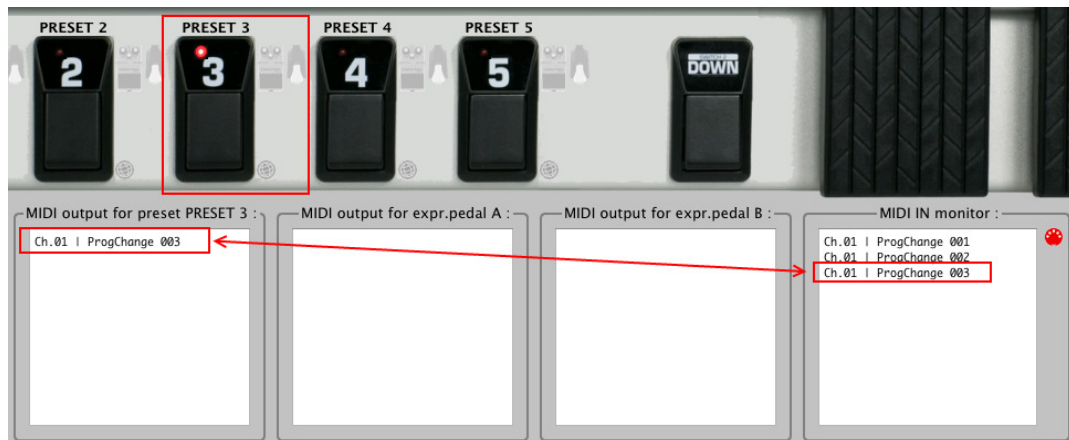 PRESET 2
PRESET 3
PRESET 4
PRESET 5
2
3
4
5
DOWN
MIDI output for preset PRESET 3 :
MIDI output for expr.pedal A :
MIDI output for expr.pedal B :
MIDI IN monitor :
Ch.01 | ProgChange 003
Ch.01 | ProgChange 001
Ch.01 | ProgChange 002
Ch.01 | ProgChange 003